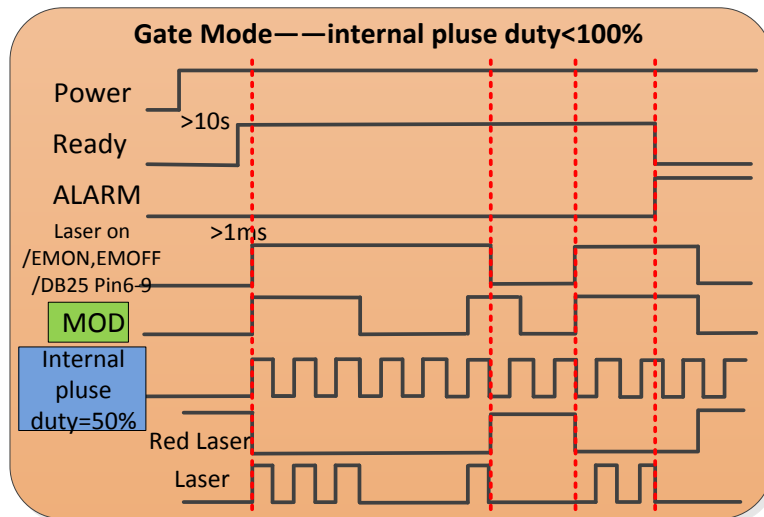 Gate Mode——internal pluse duty<100%
Power
>10s
Ready
ALARM
Laser on
>1ms
/EMON,EMOFF
/DB25 Pin6-9
MOD
Internal
pluse
duty=50%
Red Laser
Laser